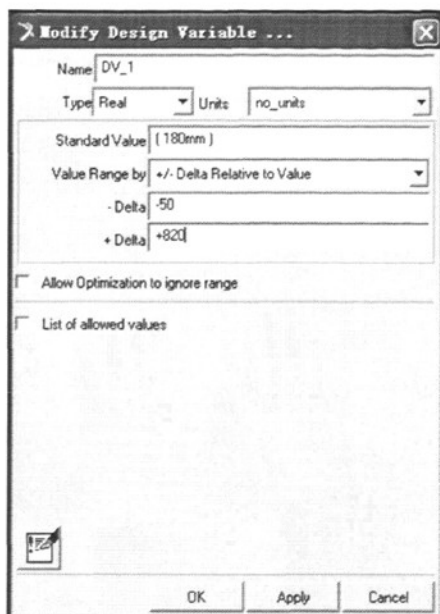 Modify Design Variable ...
Name DV_1
Type Real Units no_units
Standard Value (180mm)
Value Range by +/- Delta Relative to Value
- Delta -50
+ Delta +820
Allow Optimization to ignore range
List of allowed values
OK Apply Cancel